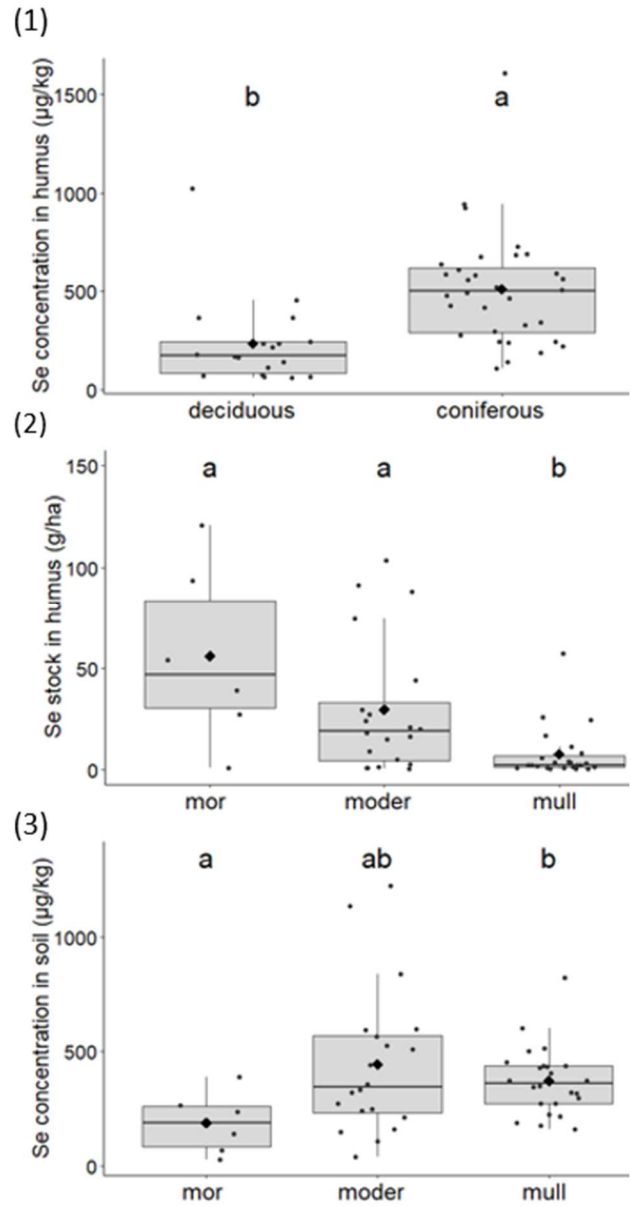 (1)
Se concentration in humus (µg/kg)
1500
1000
500
0
b
a
deciduous
coniferous
(2)
Se stock in humus (g/ha)
150
100
50
0
a
a
b
mor
moder
mull
(3)
Se concentration in soil (µg/kg)
1000
500
0
a
ab
b
mor
moder
mull